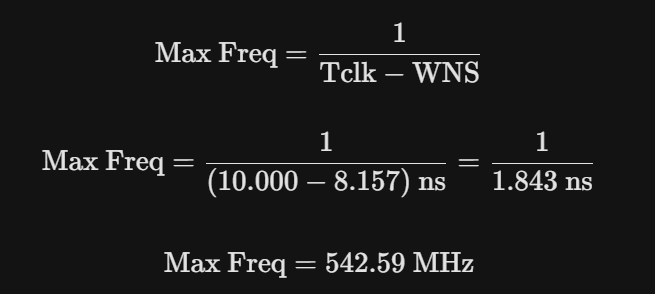 Max Freq = 1 / (Tclk − WNS)
Max Freq = 1 / ((10.000 − 8.157) ns) = 1 / (1.843 ns)
Max Freq = 542.59 MHz